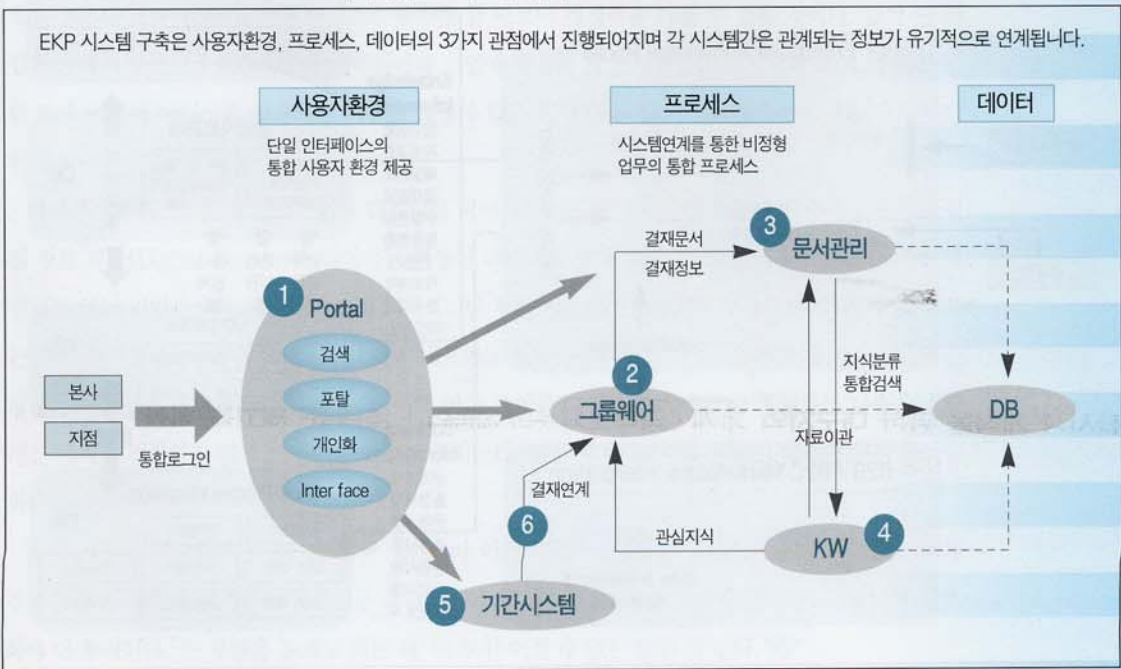 EKP 시스템 구축은 사용자환경, 프로세스, 데이터의 3가지 관점에서 진행되어지며 각 시스템간은 관계되는 정보가 유기적으로 연계됩니다.
사용자환경
단일 인터페이스의
통합 사용자 환경 제공
프로세스
시스템연계를 통한 비정형
업무의 통합 프로세스
데이터
본사
지점
통합로그인
1
Portal
검색
포탈
개인화
Inter face
결재문서
결재정보
3
문서관리
2
그룹웨어
지식분류
통합검색
DB
자료이관
결재연계
6
관심지식
KW
4
5
기간시스템